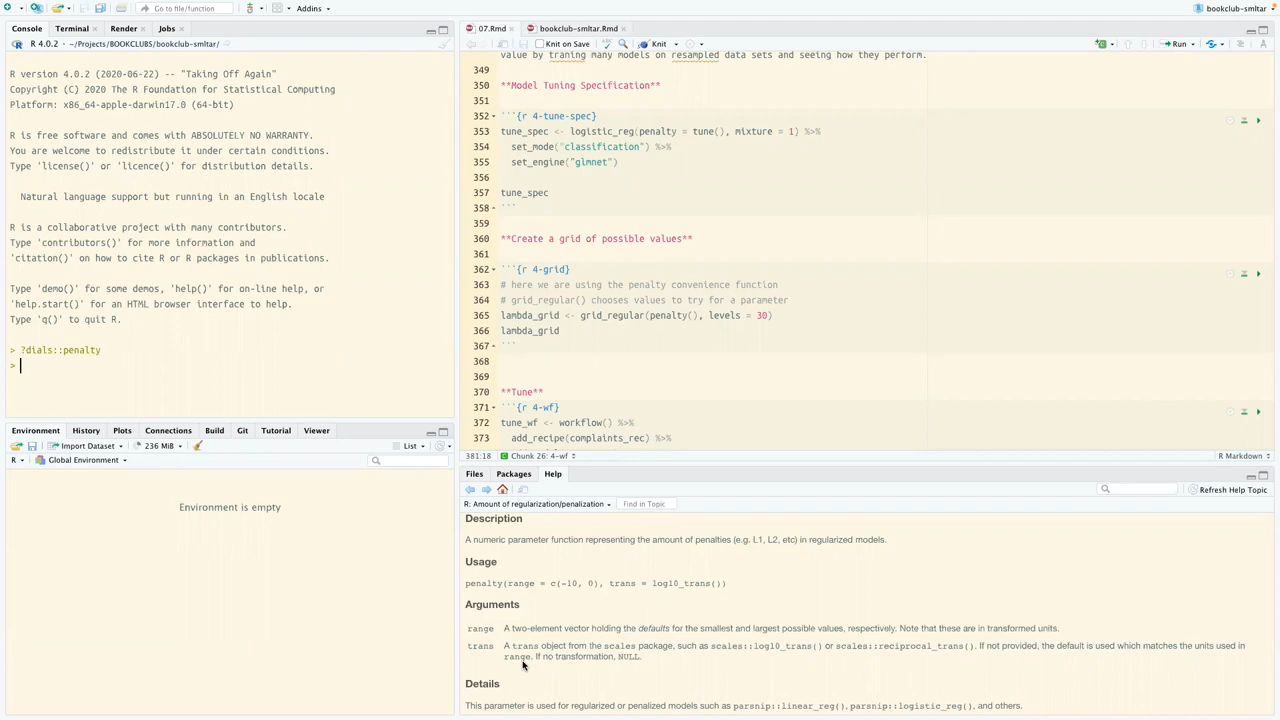 Go to file/function
Addins
bookclub-smltar
Console
Terminal
Render
Jobs
R 4.0.2 · ~/Projects/BOOKCLUBS/bookclub-smltar/
R version 4.0.2 (2020-06-22) -- "Taking Off Again"
Copyright (C) 2020 The R Foundation for Statistical Computing
Platform: x86_64-apple-darwin17.0 (64-bit)
R is free software and comes with ABSOLUTELY NO WARRANTY.
You are welcome to redistribute it under certain conditions.
Type 'license()' or 'licence()' for distribution details.
Natural language support but running in an English locale
R is a collaborative project with many contributors.
Type 'contributors()' for more information and
'citation()' on how to cite R or R packages in publications.
Type 'demo()' for some demos, 'help()' for on-line help, or
'help.start()' for an HTML browser interface to help.
Type 'q()' to quit R.
> ?dials::penalty
>
07.Rmd
bookclub-smltar.Rmd
Knit on Save
Knit
Run
value by traning many models on resampled data sets and seeing how they perform.
349
350 **Model Tuning Specification**
351
352 ```{r 4-tune-spec}
353 tune_spec <- logistic_reg(penalty = tune(), mixture = 1) %>%
354 set_mode("classification") %>%
355 set_engine("glmnet")
356
357 tune_spec
358 ```
359
360 **Create a grid of possible values**
361
362 ```{r 4-grid}
363 # here we are using the penalty convenience function
364 # grid_regular() chooses values to try for a parameter
365 lambda_grid <- grid_regular(penalty(), levels = 30)
366 lambda_grid
367 ```
368
369
370 **Tune**
371 ```{r 4-wf}
372 tune_wf <- workflow() %>%
373 add_recipe(complaints_rec) %>%
381:18
Chunk 26: 4-wf
R Markdown
Environment
History
Plots
Connections
Build
Git
Tutorial
Viewer
Import Dataset
236 MiB
List
R
Global Environment
Environment is empty
Files
Packages
Help
Refresh Help Topic
R: Amount of regularization/penalization
Find in Topic
Description
A numeric parameter function representing the amount of penalties (e.g. L1, L2, etc) in regularized models.
Usage
penalty(range = c(-10, 0), trans = log10_trans())
Arguments
range A two-element vector holding the defaults for the smallest and largest possible values, respectively. Note that these are in transformed units.
trans A trans object from the scales package, such as scales::log10_trans() or scales::reciprocal_trans(). If not provided, the default is used which matches the units used in
range. If no transformation, NULL.
Details
This parameter is used for regularized or penalized models such as parsnip::linear_reg(), parsnip::logistic_reg(), and others.